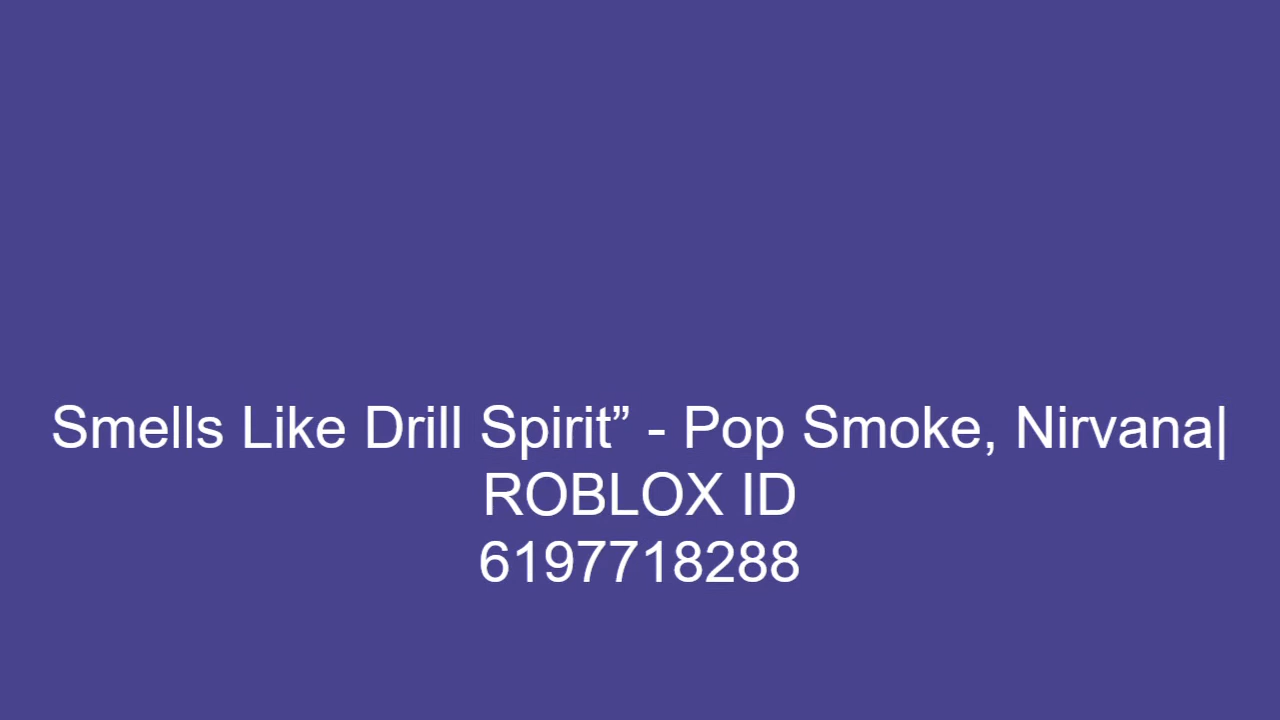 Smells Like Drill Spirit” - Pop Smoke, Nirvana|
ROBLOX ID
6197718288